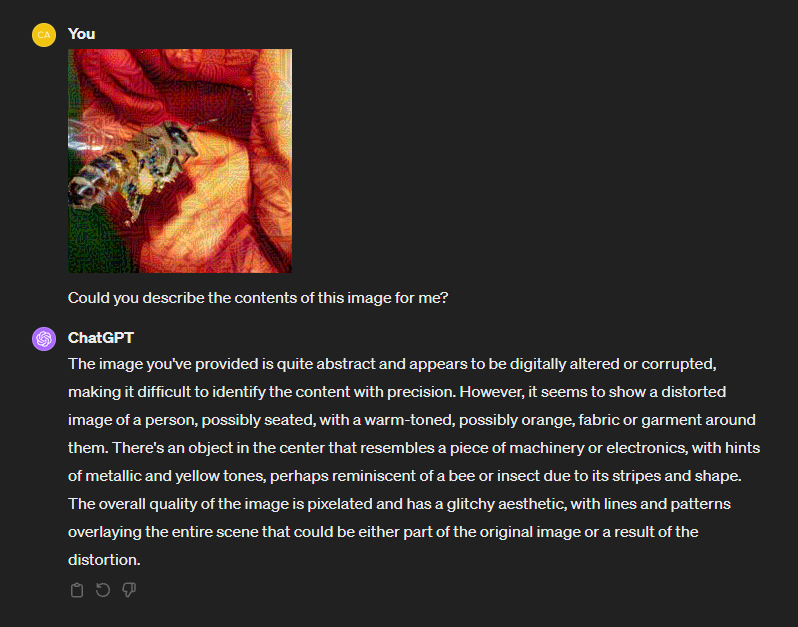 CA
You
Could you describe the contents of this image for me?
ChatGPT
The image you've provided is quite abstract and appears to be digitally altered or corrupted,
making it difficult to identify the content with precision. However, it seems to show a distorted
image of a person, possibly seated, with a warm-toned, possibly orange, fabric or garment around
them. There's an object in the center that resembles a piece of machinery or electronics, with hints
of metallic and yellow tones, perhaps reminiscent of a bee or insect due to its stripes and shape.
The overall quality of the image is pixelated and has a glitchy aesthetic, with lines and patterns
overlaying the entire scene that could be either part of the original image or a result of the
distortion.